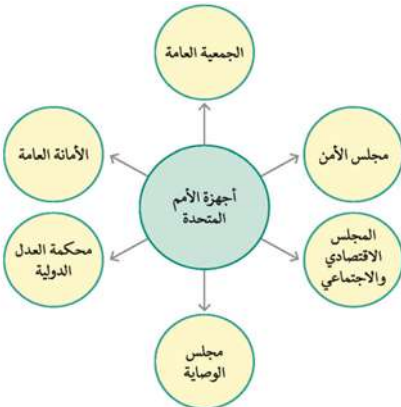 الجمعية العامة
مجلس الأمن
الأمانة العامة
أجهزة الأمم
المتحدة
المجلس
الاقتصادي
والاجتماعي
محكمة العدل
الدولية
مجلس
الوصاية